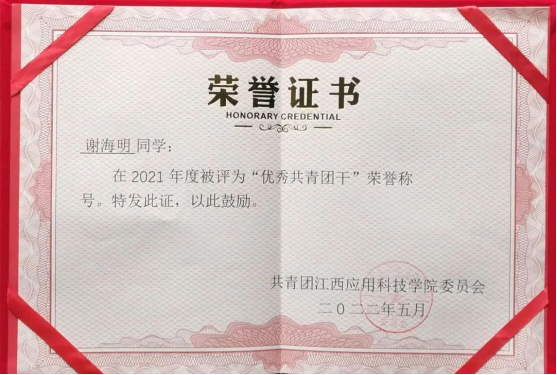 荣誉证书
HONORARY CREDENTIAL
谢海明同学：
在 2021 年度被评为“优秀共青团干”荣誉称
号。特发此证，以此鼓励。
共青团江西应用科技学院委员会
二〇二二年五月